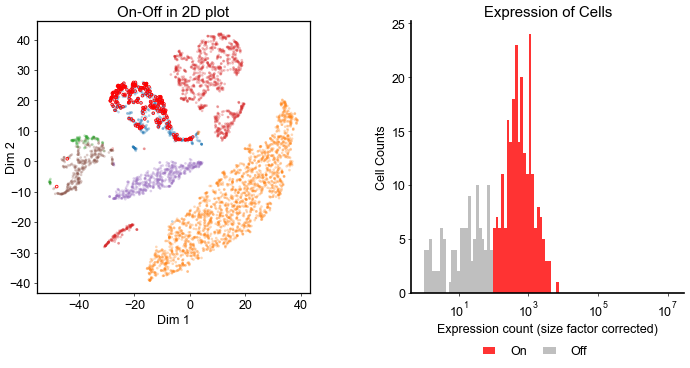 On-Off in 2D plot
Dim 2
40
30
20
10
0
−10
−20
−30
−40
−40 −20 0 20 40
Dim 1
Expression of Cells
Cell Counts
25
20
15
10
5
0
10^1 10^3 10^5 10^7
Expression count (size factor corrected)
On Off